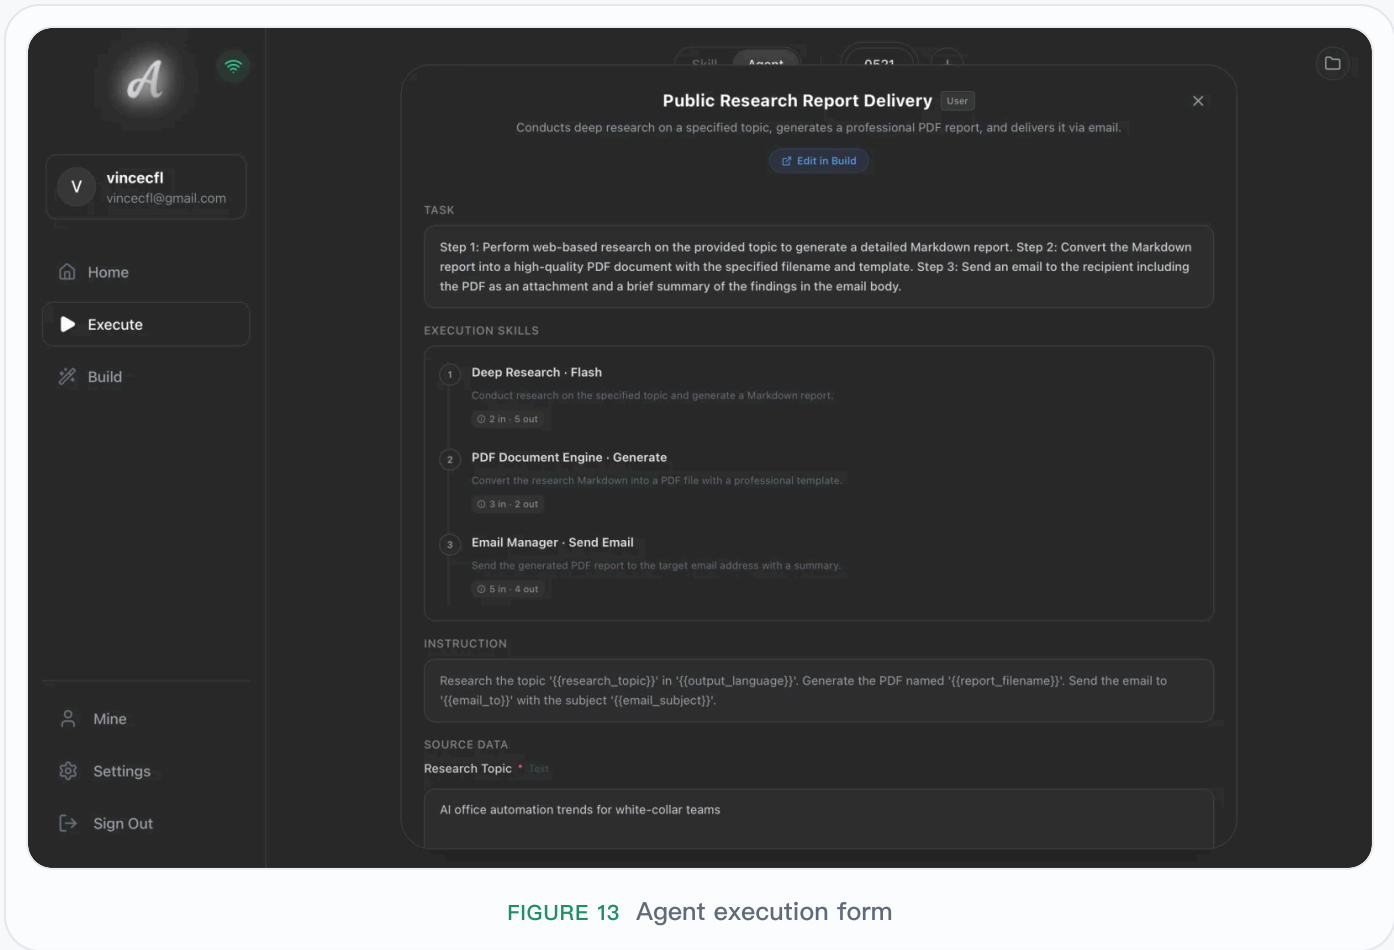 A
Skill
Agent
0521
Public Research Report Delivery
User
Conducts deep research on a specified topic, generates a professional PDF report, and delivers it via email.
Edit in Build
V
vincecfl
vincecfl@gmail.com
Home
Execute
Build
Mine
Settings
Sign Out
TASK
Step 1: Perform web-based research on the provided topic to generate a detailed Markdown report. Step 2: Convert the Markdown
report into a high-quality PDF document with the specified filename and template. Step 3: Send an email to the recipient including
the PDF as an attachment and a brief summary of the findings in the email body.
EXECUTION SKILLS
1
Deep Research · Flash
Conduct research on the specified topic and generate a Markdown report.
2 in · 5 out
2
PDF Document Engine · Generate
Convert the research Markdown into a PDF file with a professional template.
3 in · 2 out
3
Email Manager · Send Email
Send the generated PDF report to the target email address with a summary.
5 in · 4 out
INSTRUCTION
Research the topic '{{research_topic}}' in '{{output_language}}'. Generate the PDF named '{{report_filename}}'. Send the email to
'{{email_to}}' with the subject '{{email_subject}}'.
SOURCE DATA
Research Topic * Text
AI office automation trends for white-collar teams
FIGURE 13 Agent execution form